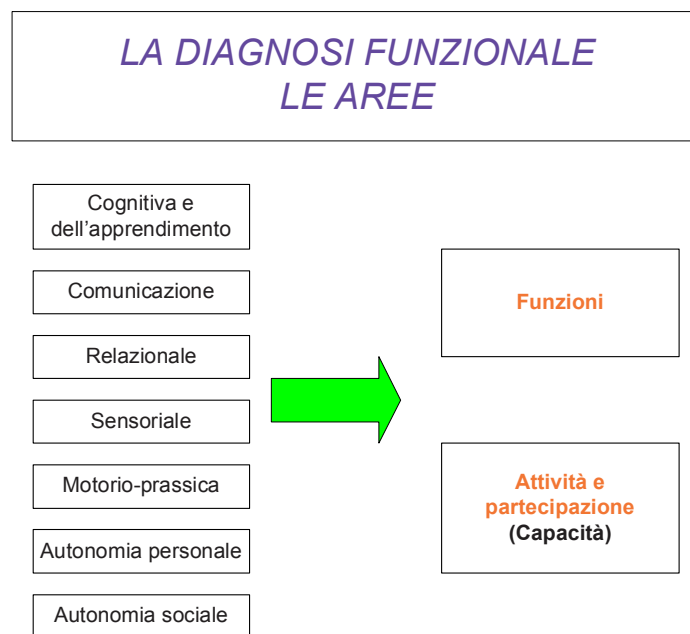 LA DIAGNOSI FUNZIONALE
LE AREE
Cognitiva e
dell'apprendimento
Comunicazione
Relazionale
Sensoriale
Motorio-prassica
Autonomia personale
Autonomia sociale
Funzioni
Attività e
partecipazione
(Capacità)